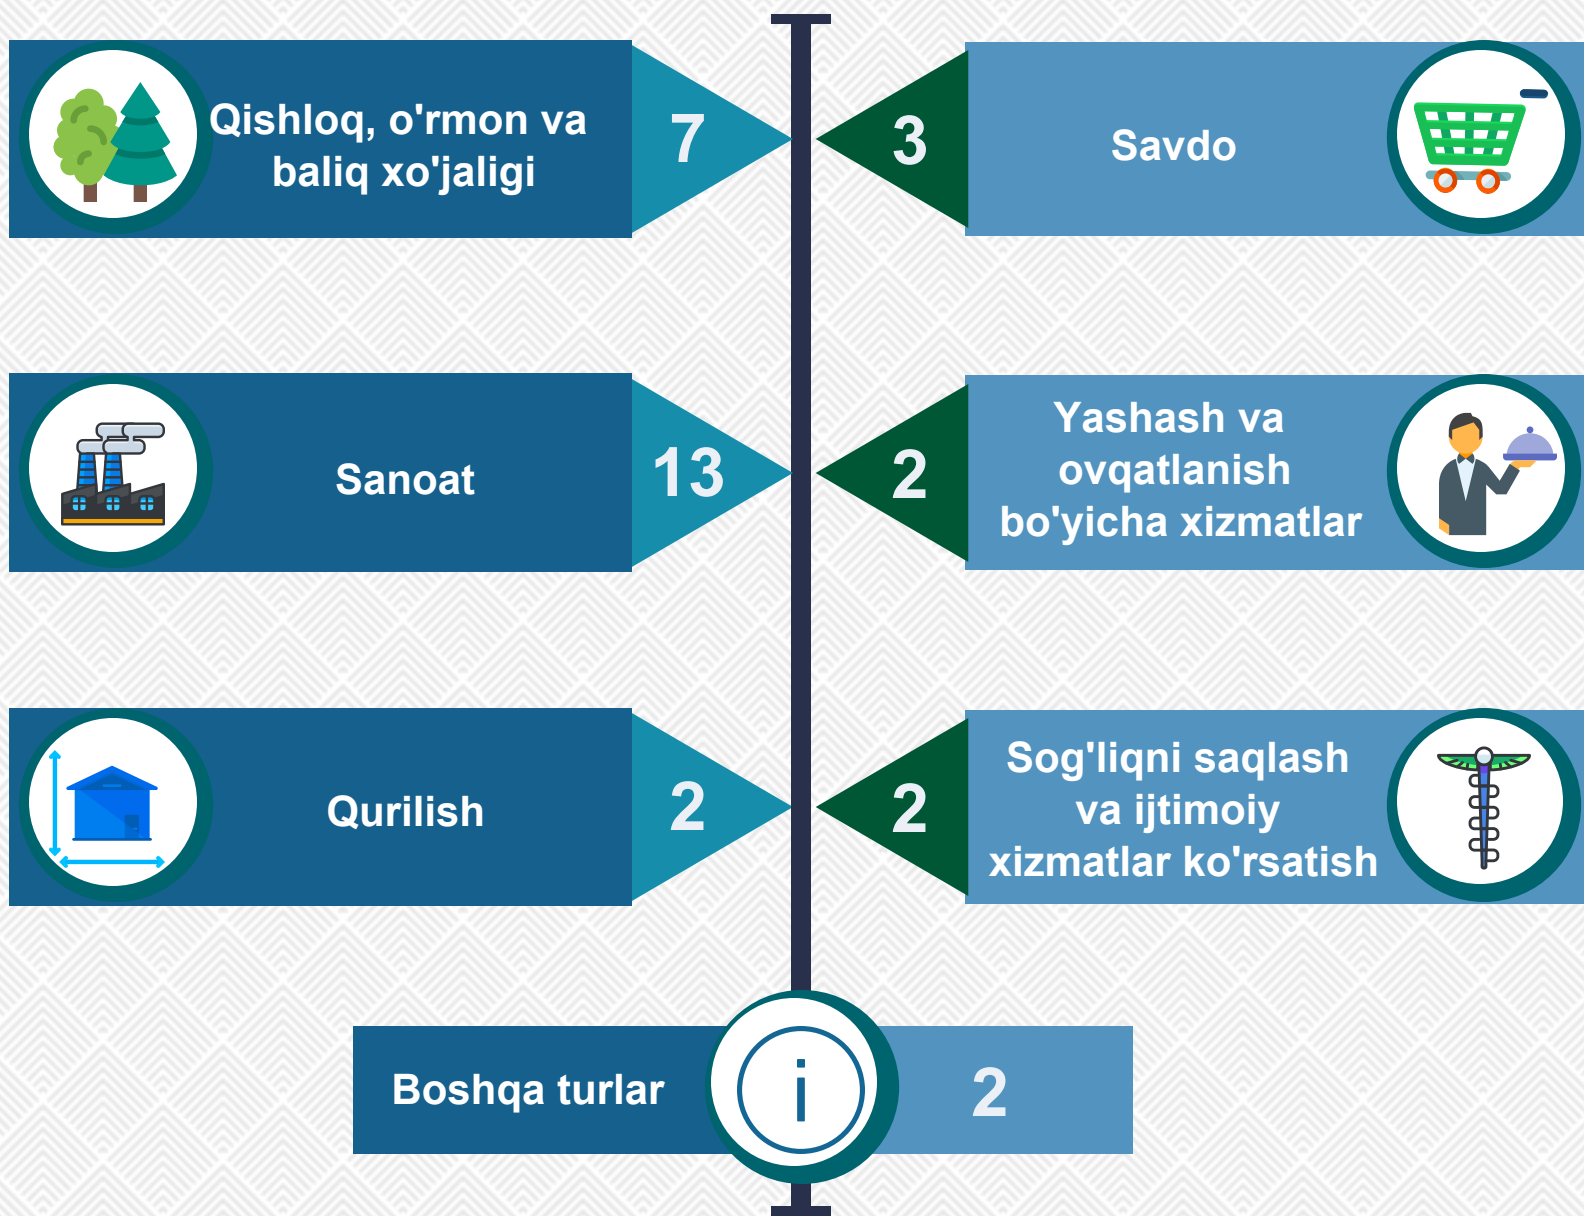 Qishloq, o'rmon va
baliq xo'jaligi
7
3
Savdo
Sanoat
13
2
Yashash va
ovqatlanish
bo'yicha xizmatlar
Qurilish
2
2
Sog'liqni saqlash
va ijtimoiy
xizmatlar ko'rsatish
Boshqa turlar
i
2